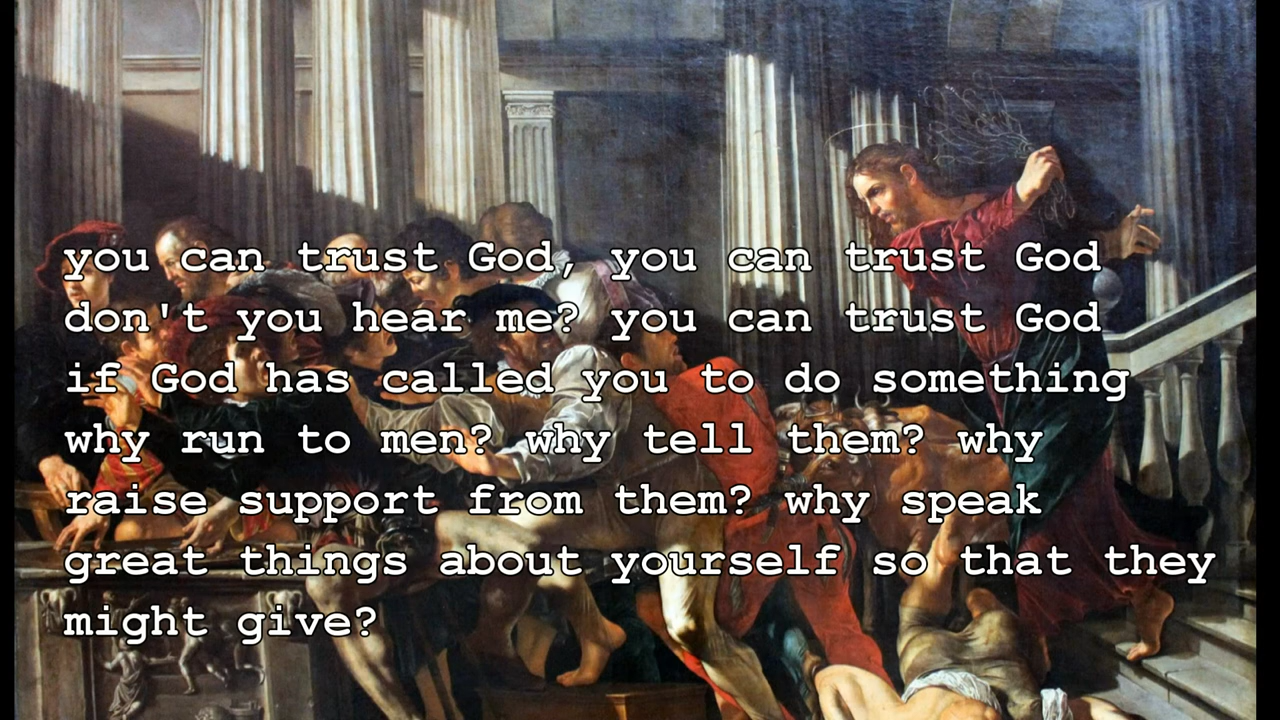 you can trust God, you can trust God
don't you hear me? you can trust God
if God has called you to do something
why run to men? why tell them? why
raise support from them? why speak
great things about yourself so that they
might give?